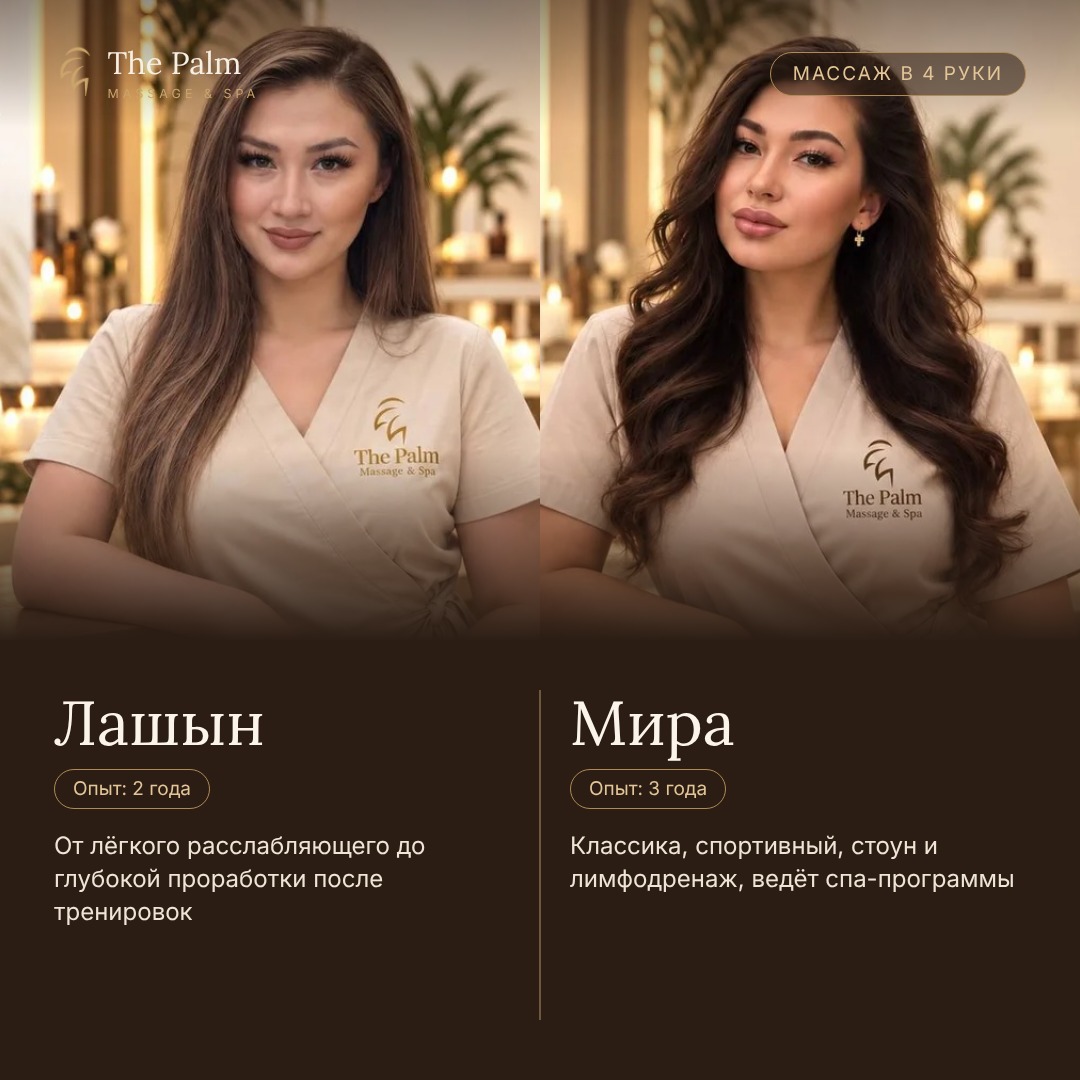 The Palm
MASSAGE & SPA
МАССАЖ В 4 РУКИ
The Palm
Massage & Spa
The Palm
Massage & Spa
Лашын
Опыт: 2 года
От лёгкого расслабляющего до
глубокой проработки после
тренировок
Мира
Опыт: 3 года
Классика, спортивный, стоун и
лимфодренаж, ведёт спа-программы